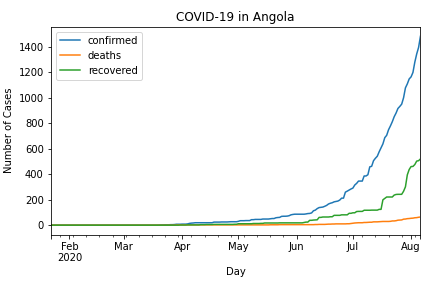 COVID-19 in Angola
confirmed
deaths
recovered
Number of Cases
1400
1200
1000
800
600
400
200
0
Feb Mar Apr May Jun Jul Aug
2020
Day